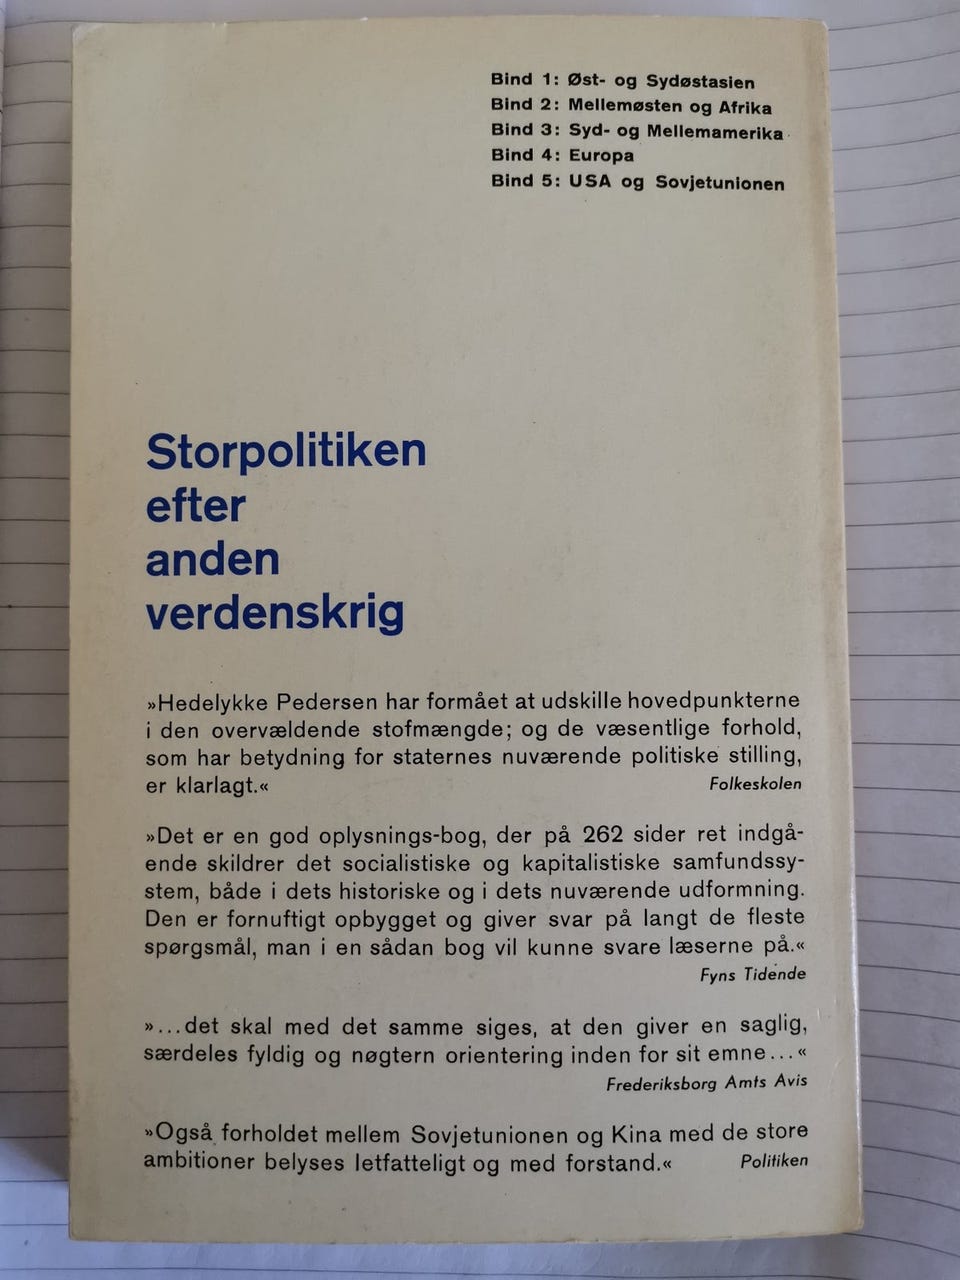 Bind 1: Øst- og Sydøstasien
Bind 2: Mellemøsten og Afrika
Bind 3: Syd- og Mellemamerika
Bind 4: Europa
Bind 5: USA og Sovjetunionen
Storpolitiken
efter
anden
verdenskrig
»Hedelykke Pedersen har formået at udskille hovedpunkterne
i den overvældende stofmængde; og de væsentlige forhold,
som har betydning for staternes nuværende politiske stilling,
er klarlagt.« Folkeskolen
»Det er en god oplysnings-bog, der på 262 sider ret indgå-
ende skildrer det socialistiske og kapitalistiske samfundssy-
stem, både i dets historiske og i dets nuværende udformning.
Den er fornuftigt opbygget og giver svar på langt de fleste
spørgsmål, man i en sådan bog vil kunne svare læserne på.«
Fyns Tidende
»...det skal med det samme siges, at den giver en saglig,
særdeles fyldig og nøgtern orientering inden for sit emne...«
Frederiksborg Amts Avis
»Også forholdet mellem Sovjetunionen og Kina med de store
ambitioner belyses letfatteligt og med forstand.« Politiken